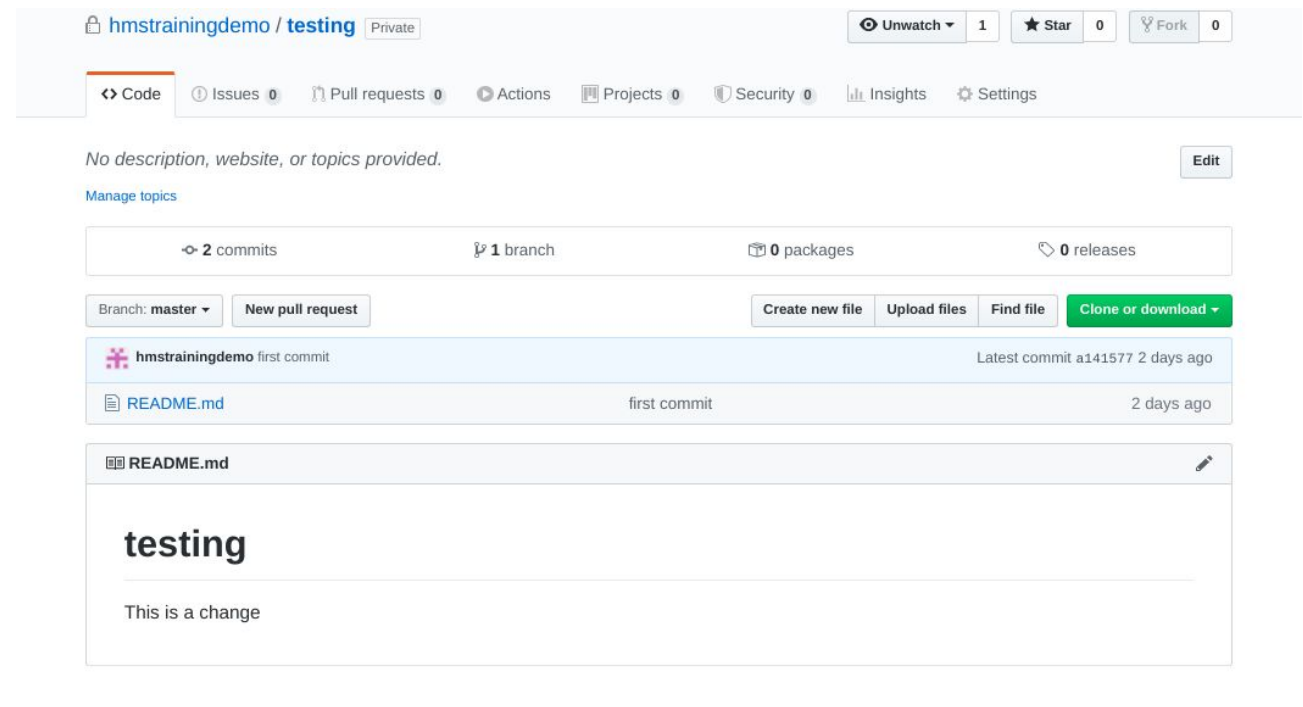 hmstrainingdemo / testing Private Unwatch 1 Star 0 Fork 0
Code Issues 0 Pull requests 0 Actions Projects 0 Security 0 Insights Settings
No description, website, or topics provided. Edit
Manage topics
2 commits 1 branch 0 packages 0 releases
Branch: master New pull request Create new file Upload files Find file Clone or download
hmstrainingdemo first commit Latest commit a141577 2 days ago
README.md first commit 2 days ago
README.md
testing
This is a change